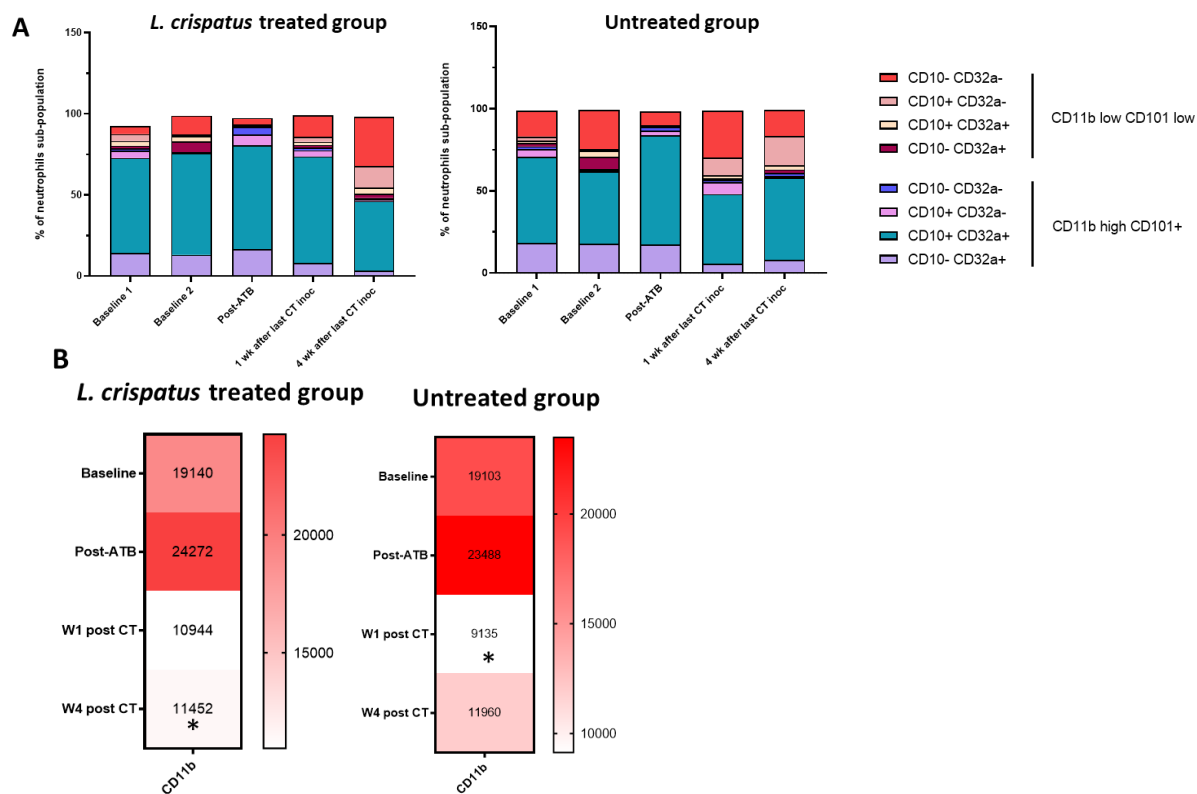 A
L. crispatus treated group
150
100
50
0
% of neutrophils sub-population
Baseline 1
Baseline 2
Post-ATB
1 wk after last CT inoc
4 wk after last CT inoc
Untreated group
150
100
50
0
% of neutrophils sub-population
Baseline 1
Baseline 2
Post-ATB
1 wk after last CT inoc
4 wk after last CT inoc
CD10- CD32a-
CD10+ CD32a-
CD10+ CD32a+
CD10- CD32a+
CD11b low CD101 low
CD10- CD32a-
CD10+ CD32a-
CD10+ CD32a+
CD10- CD32a+
CD11b high CD101+
B
L. crispatus treated group
Baseline
19140
Post-ATB
24272
W1 post CT
10944
W4 post CT
11452
*
CD11b
20000
15000
Untreated group
Baseline
19103
Post-ATB
23488
W1 post CT
9135
*
W4 post CT
11960
CD11b
20000
15000
10000